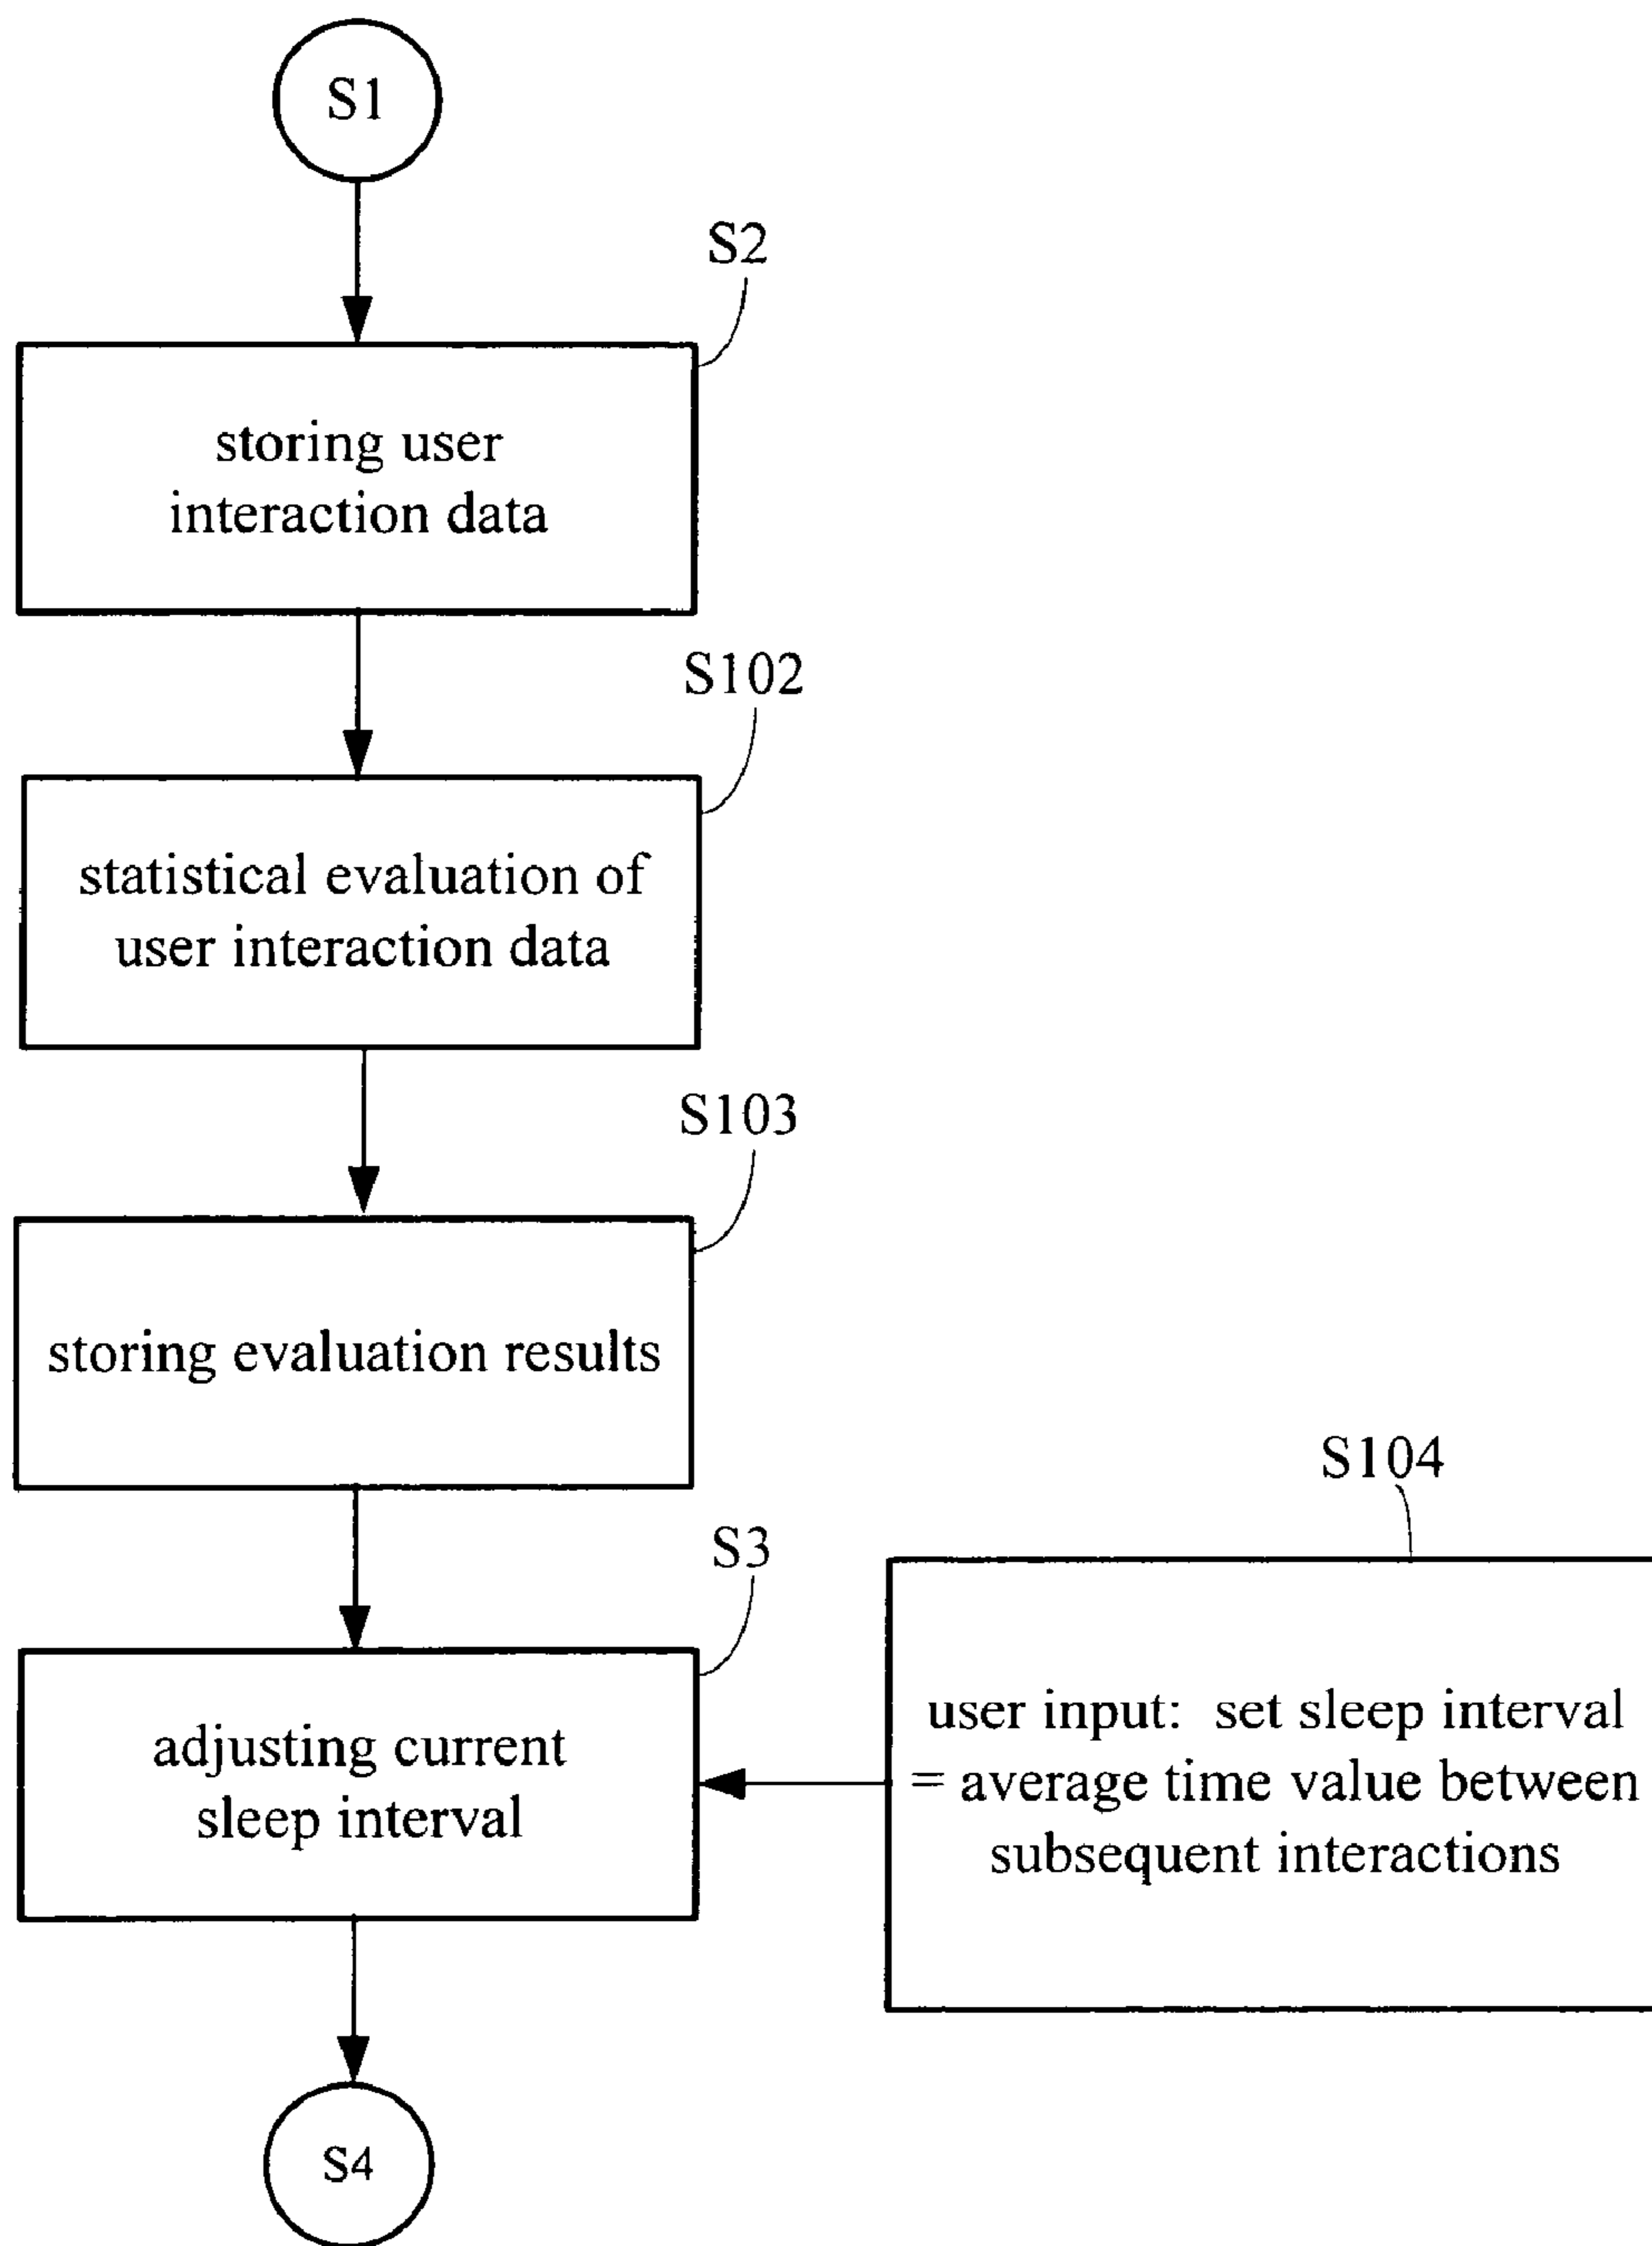 S1
S2
storing user
interaction data
S102
statistical evaluation of
user interaction data
S103
storing evaluation results
S104
S3
user input: set sleep interval
= average time value between
subsequent interactions
adjusting current
sleep interval
S4